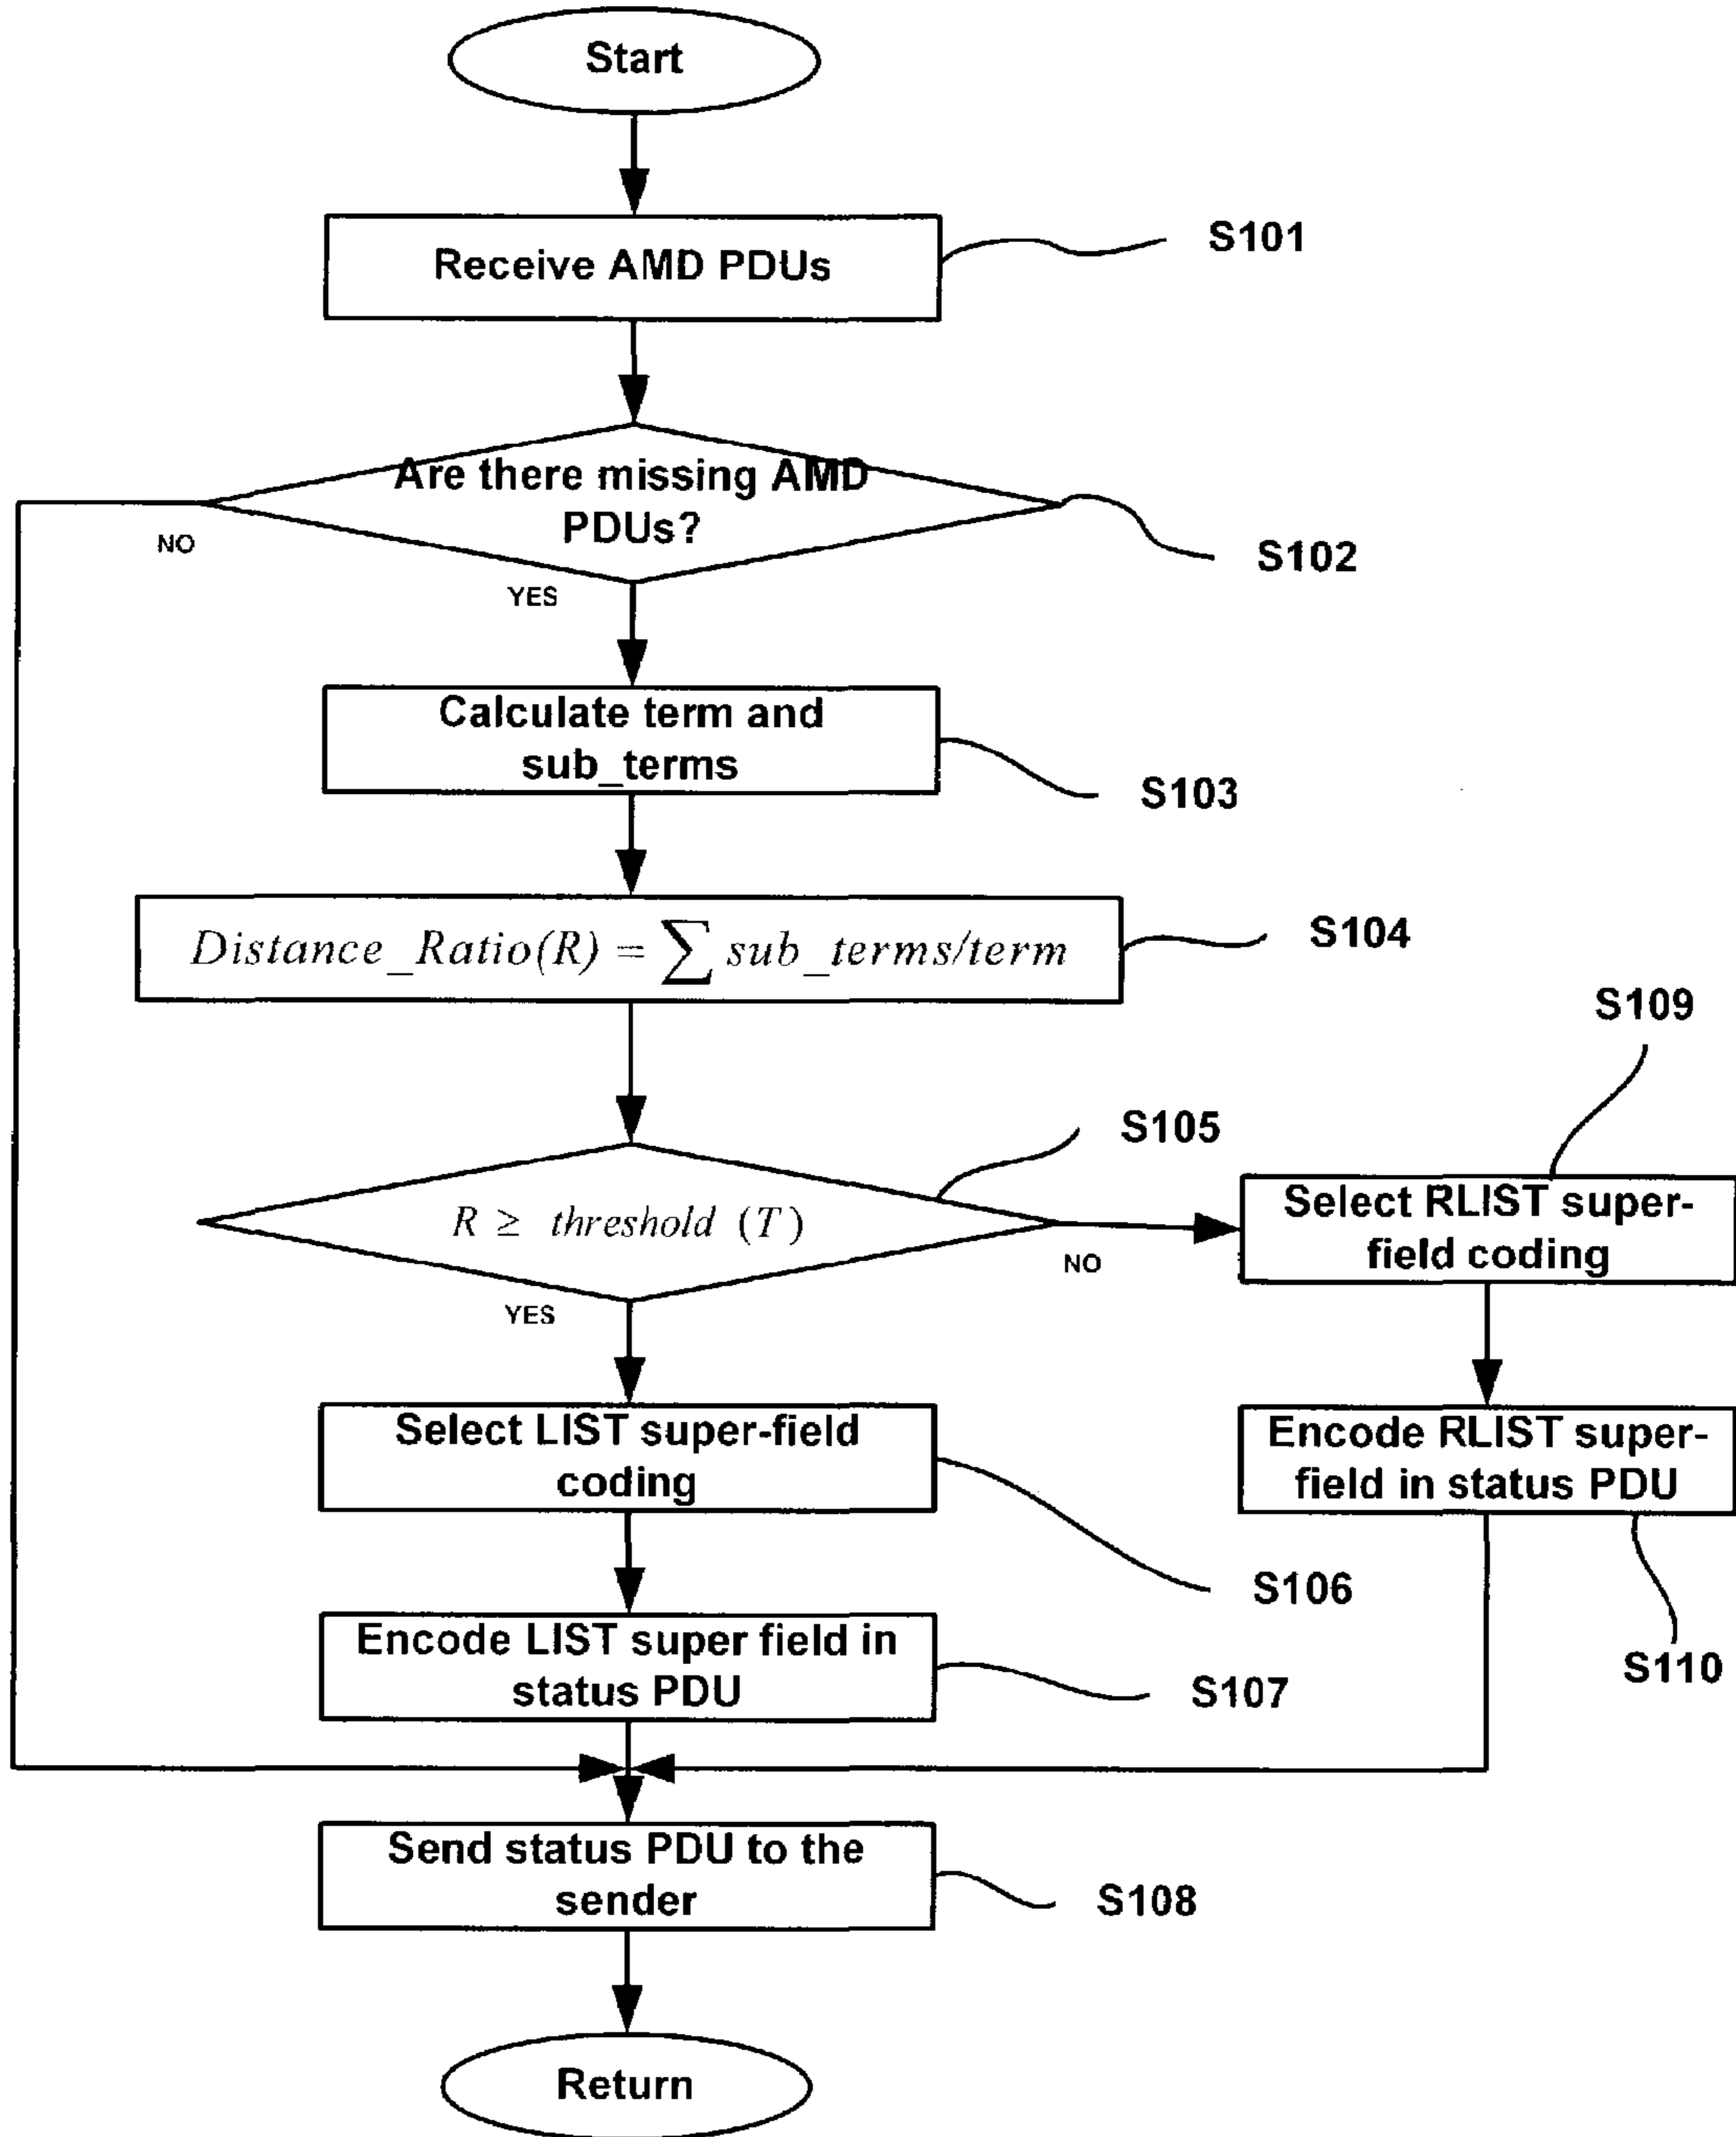 Start
Receive AMD PDUs
S101
Are there missing AMD
PDUs?
NO
S102
YES
Calculate term and
sub_terms
S103
Distance_Ratio(R) = ∑ sub_terms/term
S104
S109
S105
R ≥ threshold (T)
NO
Select RLIST super-
field coding
YES
Select LIST super-field
coding
Encode RLIST super-
field in status PDU
S106
Encode LIST super field in
status PDU
S107
S110
Send status PDU to the
sender
S108
Return